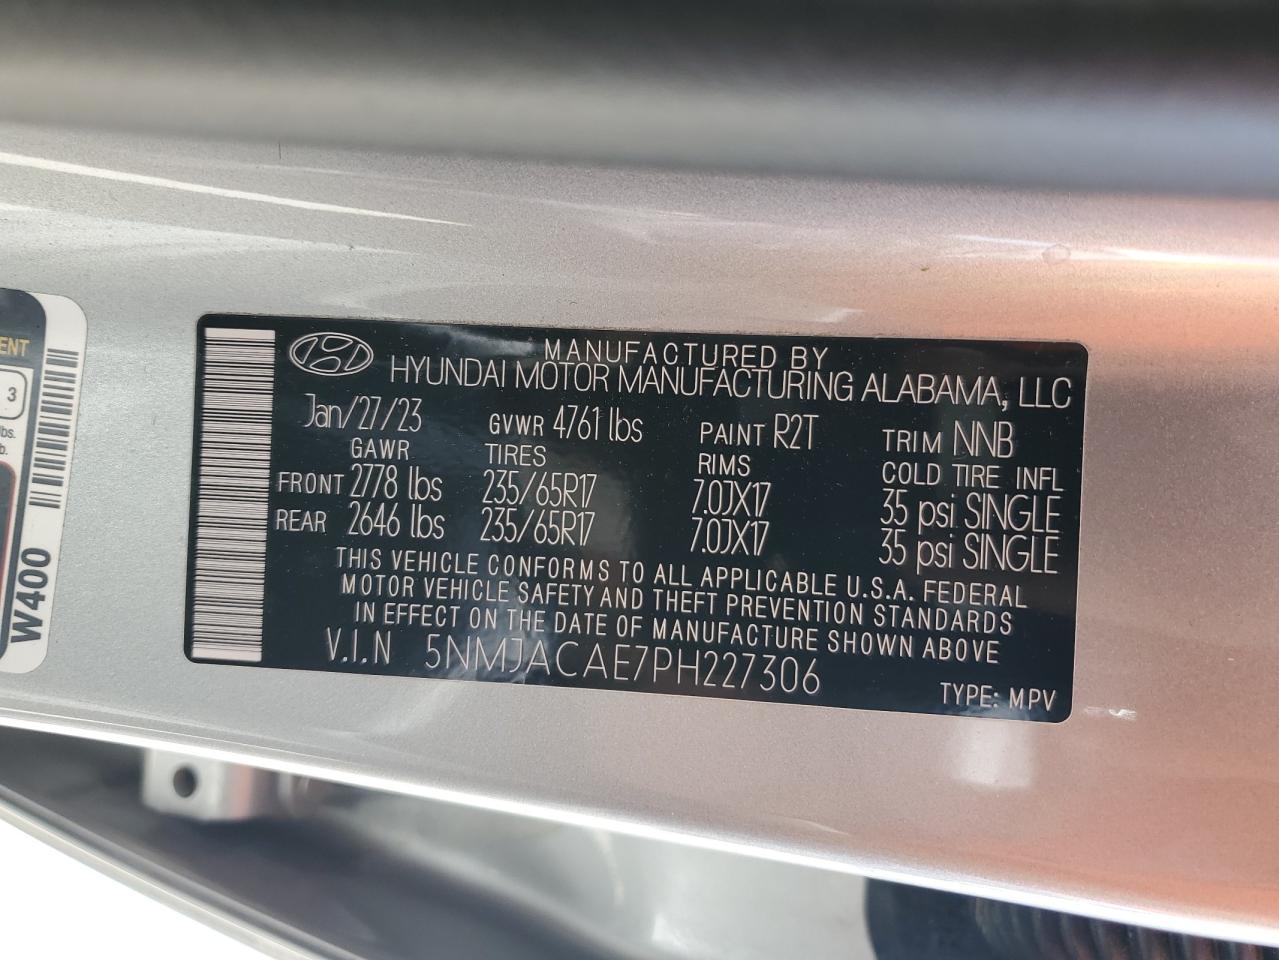 MANUFACTURED BY
HYUNDAI MOTOR MANUFACTURING ALABAMA, LLC
Jan/27/23 GVWR 4761 lbs PAINT R2T TRIM NNB
GAWR TIRES RIMS COLD TIRE INFL
FRONT 2778 lbs 235/65R17 7.0JX17 35 psi SINGLE
REAR 2646 lbs 235/65R17 7.0JX17 35 psi SINGLE
THIS VEHICLE CONFORMS TO ALL APPLICABLE U.S.A. FEDERAL
MOTOR VEHICLE SAFETY AND THEFT PREVENTION STANDARDS
IN EFFECT ON THE DATE OF MANUFACTURE SHOWN ABOVE
V.I.N 5NMJACAE7PH227306
TYPE: MPV
ENT
3
lbs.
b.
W400